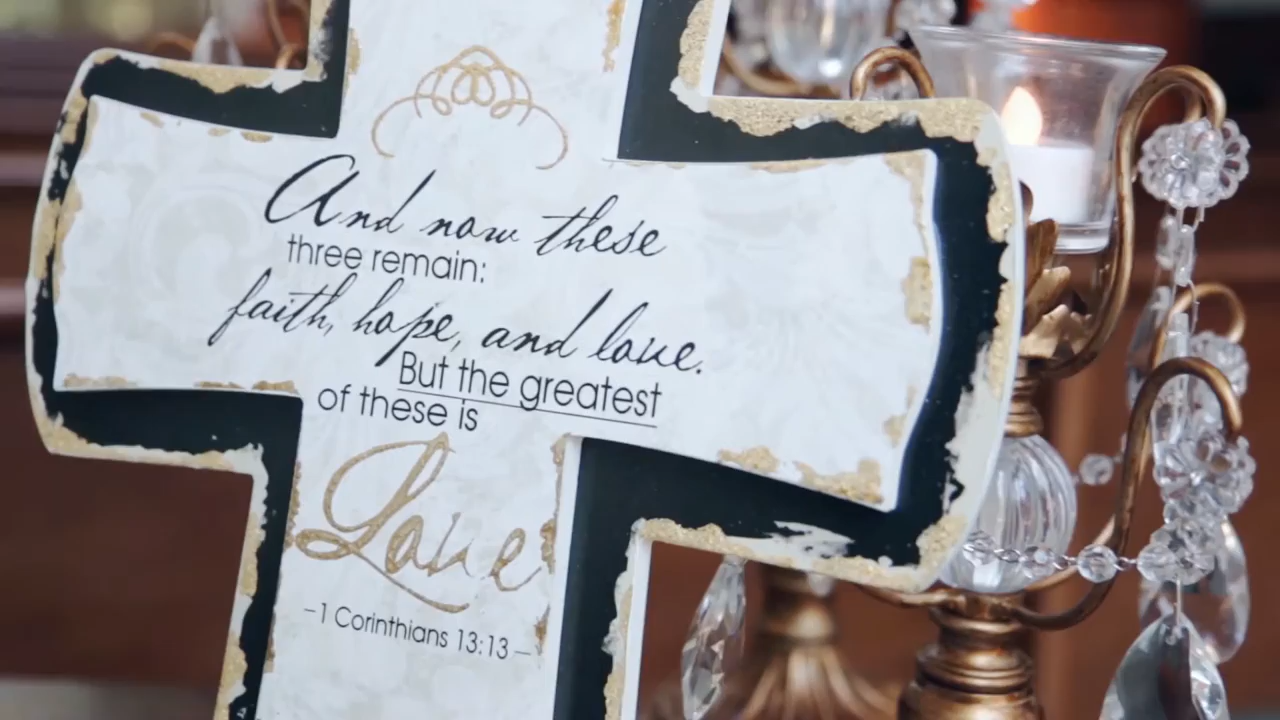 And now these
three remain:
faith, hope, and love.
But the greatest
of these is
Love
–1 Corinthians 13:13–